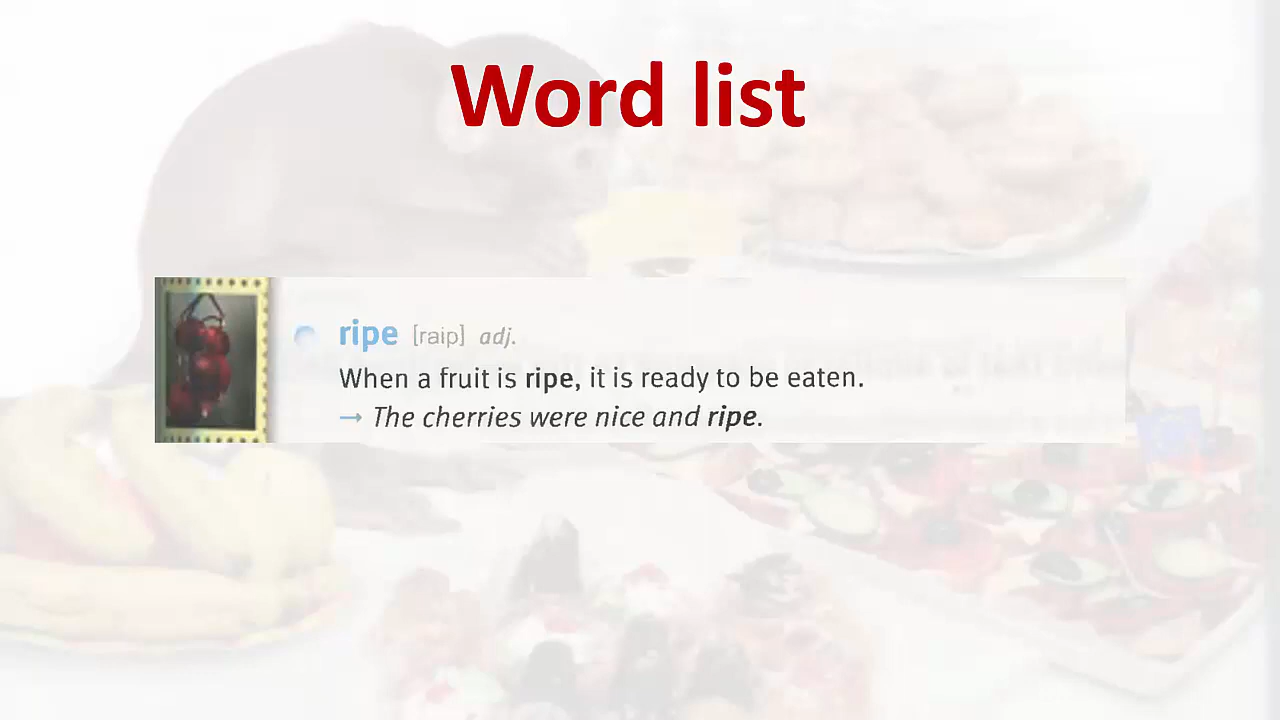 Word list
ripe [raip] adj.
When a fruit is ripe, it is ready to be eaten.
→ The cherries were nice and ripe.